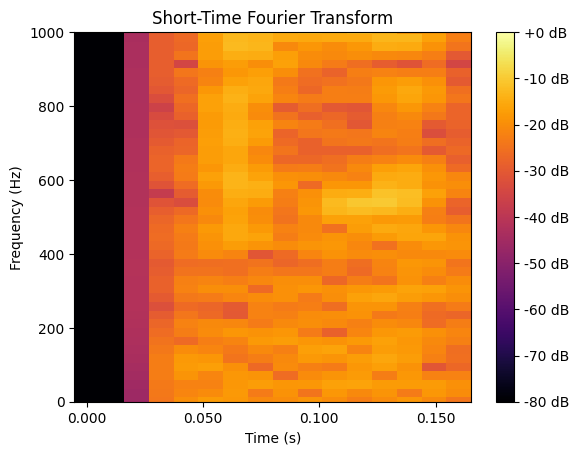 Short-Time Fourier Transform
1000
800
600
400
200
0
Frequency (Hz)
0.000
0.050
0.100
0.150
Time (s)
+0 dB
-10 dB
-20 dB
-30 dB
-40 dB
-50 dB
-60 dB
-70 dB
-80 dB